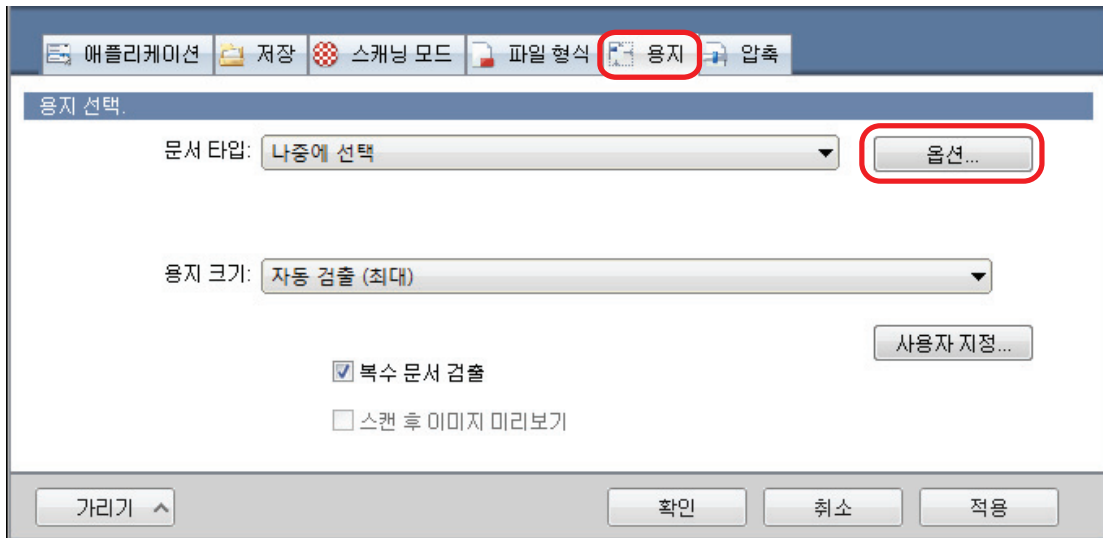 애플리케이션 저장 스캐닝 모드 파일 형식 용지 압축
용지 선택.
문서 타입: 나중에 선택 옵션...
용지 크기: 자동 검출 (최대)
사용자 지정...
복수 문서 검출
스캔 후 이미지 미리보기
가리기 확인 취소 적용